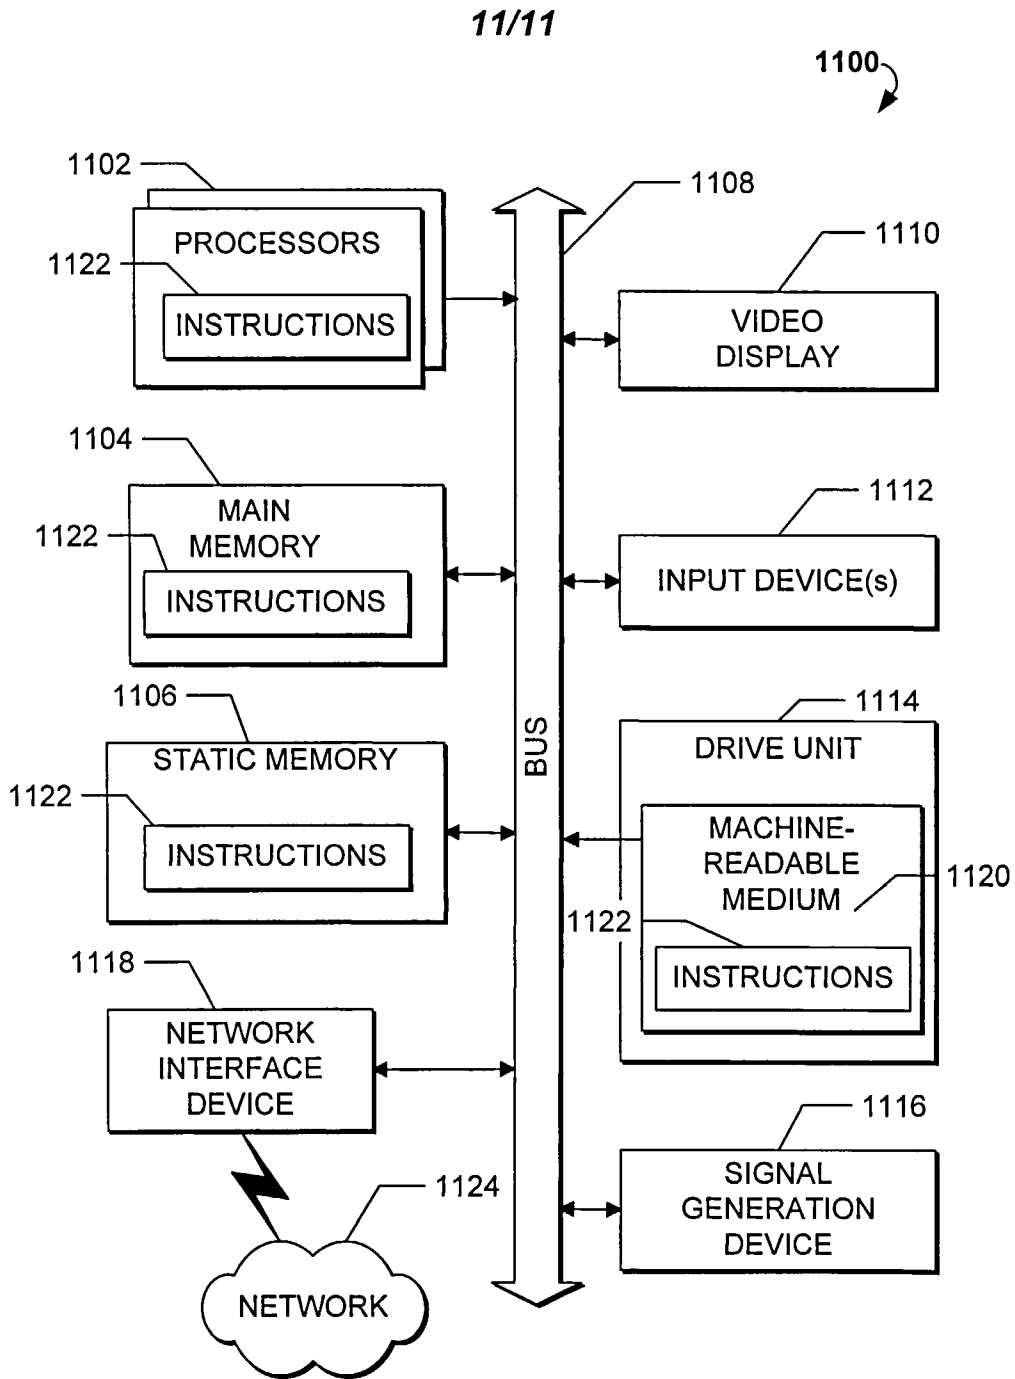 11/11
1100
1102
PROCESSORS
1122
INSTRUCTIONS
1104
MAIN
MEMORY
1122
INSTRUCTIONS
1106
STATIC MEMORY
1122
INSTRUCTIONS
1118
NETWORK
INTERFACE
DEVICE
1124
NETWORK
BUS
1108
1110
VIDEO
DISPLAY
1112
INPUT DEVICE(s)
1114
DRIVE UNIT
MACHINE-
READABLE
MEDIUM
1120
1122
INSTRUCTIONS
1116
SIGNAL
GENERATION
DEVICE